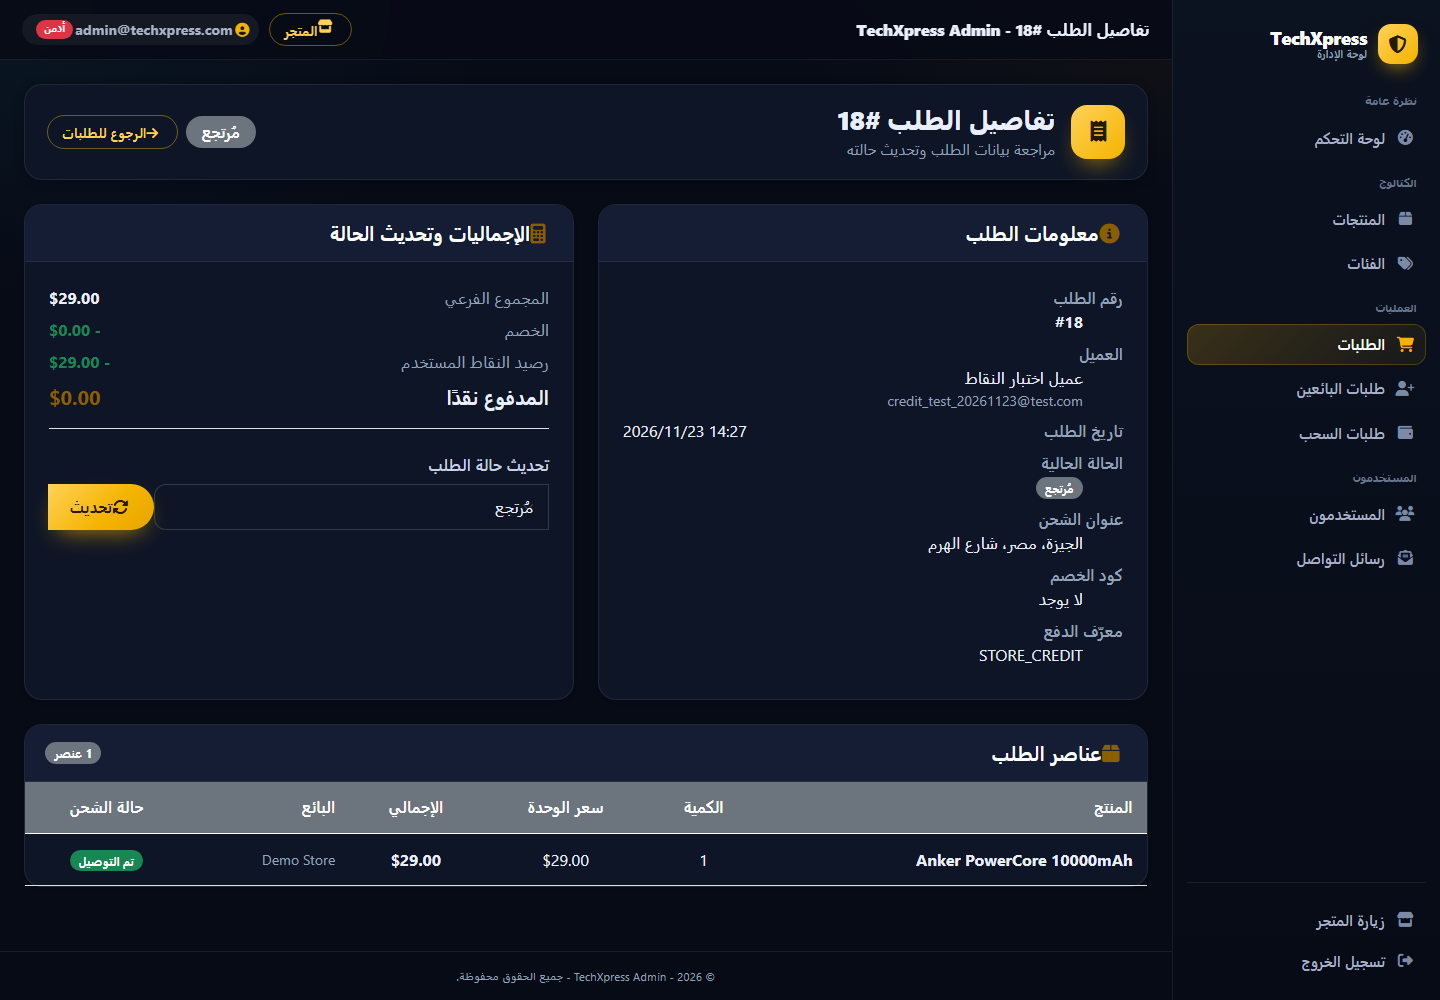 TechXpress
لوحة الإدارة
نظرة عامة
لوحة التحكم
الكتالوج
المنتجات
الفئات
العمليات
الطلبات
طلبات البائعين
طلبات السحب
المستخدمون
المستخدمون
رسائل التواصل
زيارة المتجر
تسجيل الخروج
تفاصيل الطلب #18 - TechXpress Admin
المتجر
admin@techxpress.com أدمن
تفاصيل الطلب #18
مراجعة بيانات الطلب وتحديث حالته
مُرتجع
الرجوع للطلبات
معلومات الطلب
رقم الطلب
#18
العميل
عميل اختبار النقاط
credit_test_20261123@test.com
تاريخ الطلب 2026/11/23 14:27
الحالة الحالية
مُرتجع
عنوان الشحن
الجيزة، مصر، شارع الهرم
كود الخصم
لا يوجد
معرّف الدفع
STORE_CREDIT
الإجماليات وتحديث الحالة
المجموع الفرعي $29.00
الخصم - $0.00
رصيد النقاط المستخدم - $29.00
المدفوع نقدًا $0.00
تحديث حالة الطلب
مُرتجع
تحديث
عناصر الطلب
1 عنصر
المنتج الكمية سعر الوحدة الإجمالي البائع حالة الشحن
Anker PowerCore 10000mAh 1 $29.00 $29.00 Demo Store تم التوصيل
© 2026 - TechXpress Admin - جميع الحقوق محفوظة.